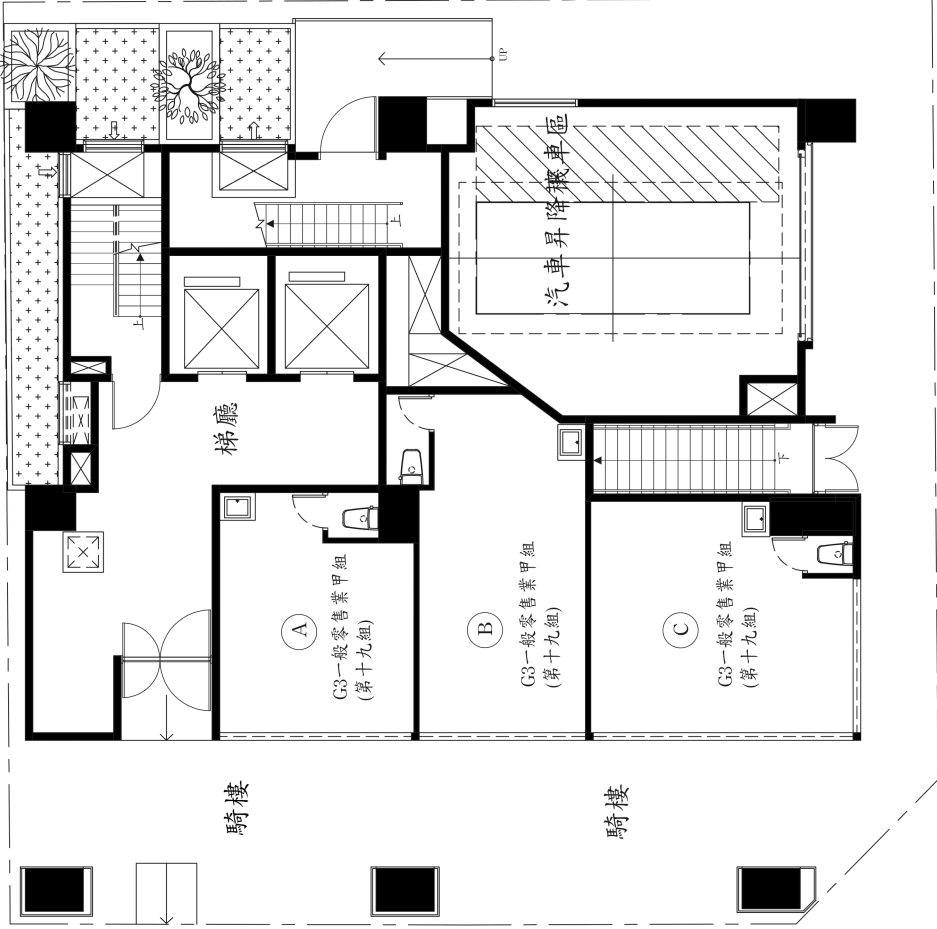 UP
汽車昇降機車區
上
上
梯廳
下
A
G3一般零售業甲組
(第十九組)
B
G3一般零售業甲組
(第十九組)
C
G3一般零售業甲組
(第十九組)
騎樓
騎樓